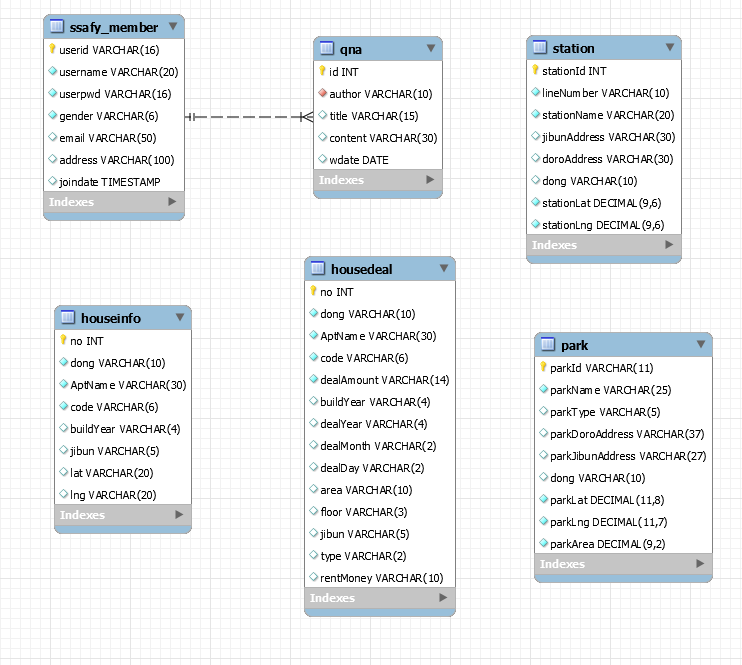 ssafy_member
userid VARCHAR(16)
username VARCHAR(20)
userpwd VARCHAR(16)
gender VARCHAR(6)
email VARCHAR(50)
address VARCHAR(100)
joindate TIMESTAMP
Indexes
qna
id INT
author VARCHAR(10)
title VARCHAR(15)
content VARCHAR(30)
wdate DATE
Indexes
station
stationId INT
lineNumber VARCHAR(10)
stationName VARCHAR(20)
jibunAddress VARCHAR(30)
doroAddress VARCHAR(30)
dong VARCHAR(10)
stationLat DECIMAL(9,6)
stationLng DECIMAL(9,6)
Indexes
houseinfo
no INT
dong VARCHAR(10)
AptName VARCHAR(30)
code VARCHAR(6)
buildYear VARCHAR(4)
jibun VARCHAR(5)
lat VARCHAR(20)
lng VARCHAR(20)
Indexes
housedeal
no INT
dong VARCHAR(10)
AptName VARCHAR(30)
code VARCHAR(6)
dealAmount VARCHAR(14)
buildYear VARCHAR(4)
dealYear VARCHAR(4)
dealMonth VARCHAR(2)
dealDay VARCHAR(2)
area VARCHAR(10)
floor VARCHAR(3)
jibun VARCHAR(5)
type VARCHAR(2)
rentMoney VARCHAR(10)
Indexes
park
parkId VARCHAR(11)
parkName VARCHAR(25)
parkType VARCHAR(5)
parkDoroAddress VARCHAR(37)
parkJibunAddress VARCHAR(27)
dong VARCHAR(10)
parkLat DECIMAL(11,8)
parkLng DECIMAL(11,7)
parkArea DECIMAL(9,2)
Indexes